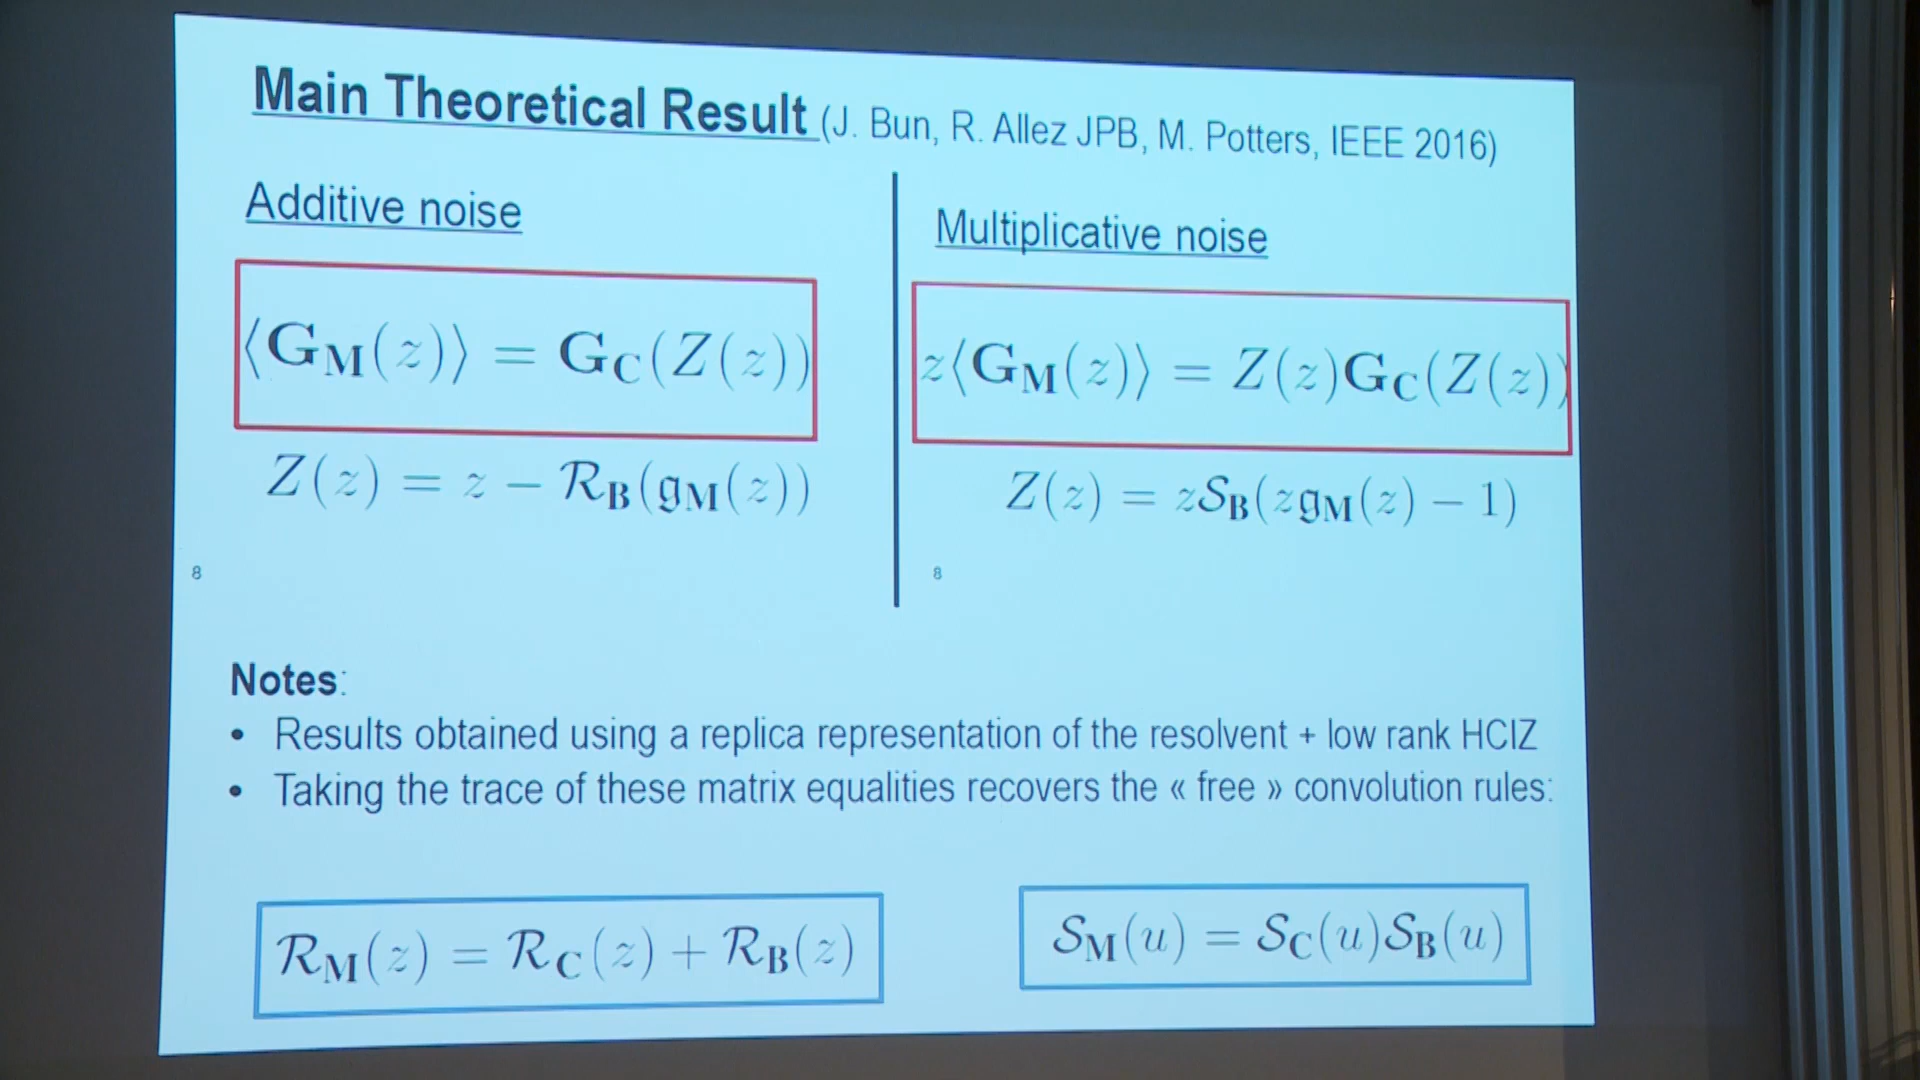 Main Theoretical Result (J. Bun, R. Allez JPB, M. Potters, IEEE 2016)
Additive noise
⟨G_M(z)⟩ = G_C(Z(z))
Z(z) = z − R_B(g_M(z))
8
Multiplicative noise
z⟨G_M(z)⟩ = Z(z)G_C(Z(z))
Z(z) = zS_B(zg_M(z) − 1)
8
Notes:
• Results obtained using a replica representation of the resolvent + low rank HCIZ
• Taking the trace of these matrix equalities recovers the « free » convolution rules:
R_M(z) = R_C(z) + R_B(z)
S_M(u) = S_C(u)S_B(u)